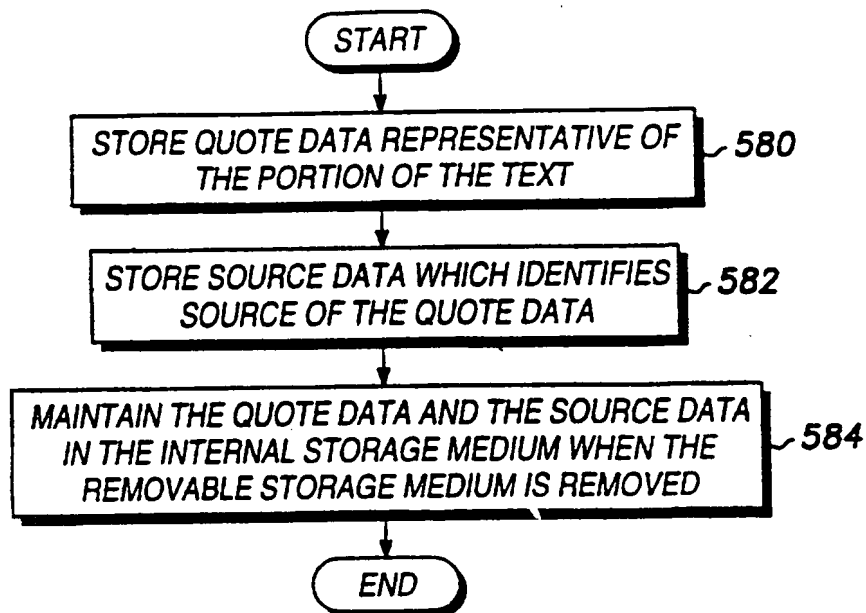 START
STORE QUOTE DATA REPRESENTATIVE OF
THE PORTION OF THE TEXT
580
STORE SOURCE DATA WHICH IDENTIFIES
SOURCE OF THE QUOTE DATA
582
MAINTAIN THE QUOTE DATA AND THE SOURCE DATA
IN THE INTERNAL STORAGE MEDIUM WHEN THE
REMOVABLE STORAGE MEDIUM IS REMOVED
584
END